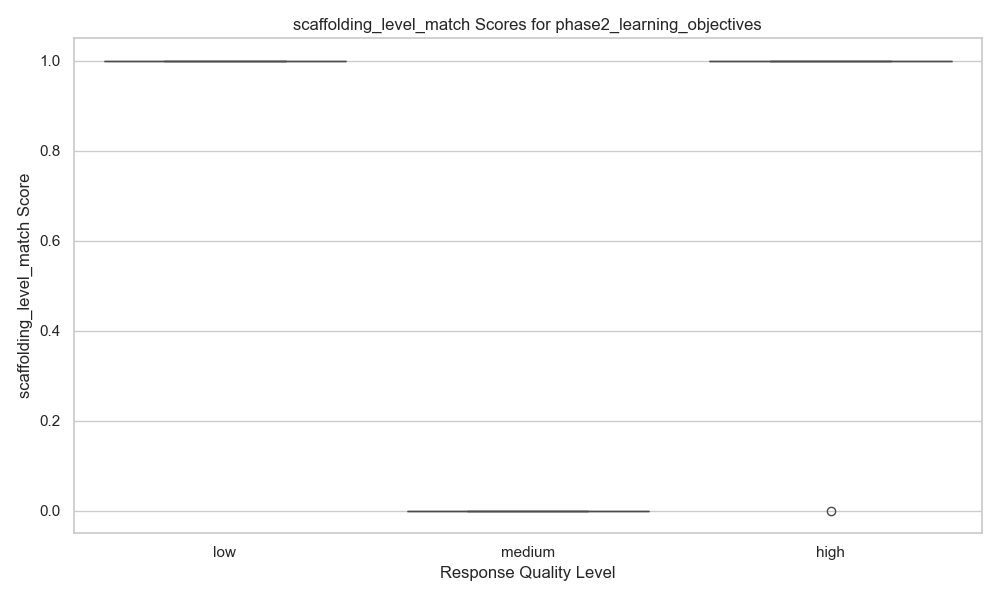 scaffolding_level_match Scores for phase2_learning_objectives
scaffolding_level_match Score
1.0
0.8
0.6
0.4
0.2
0.0
low medium high
Response Quality Level